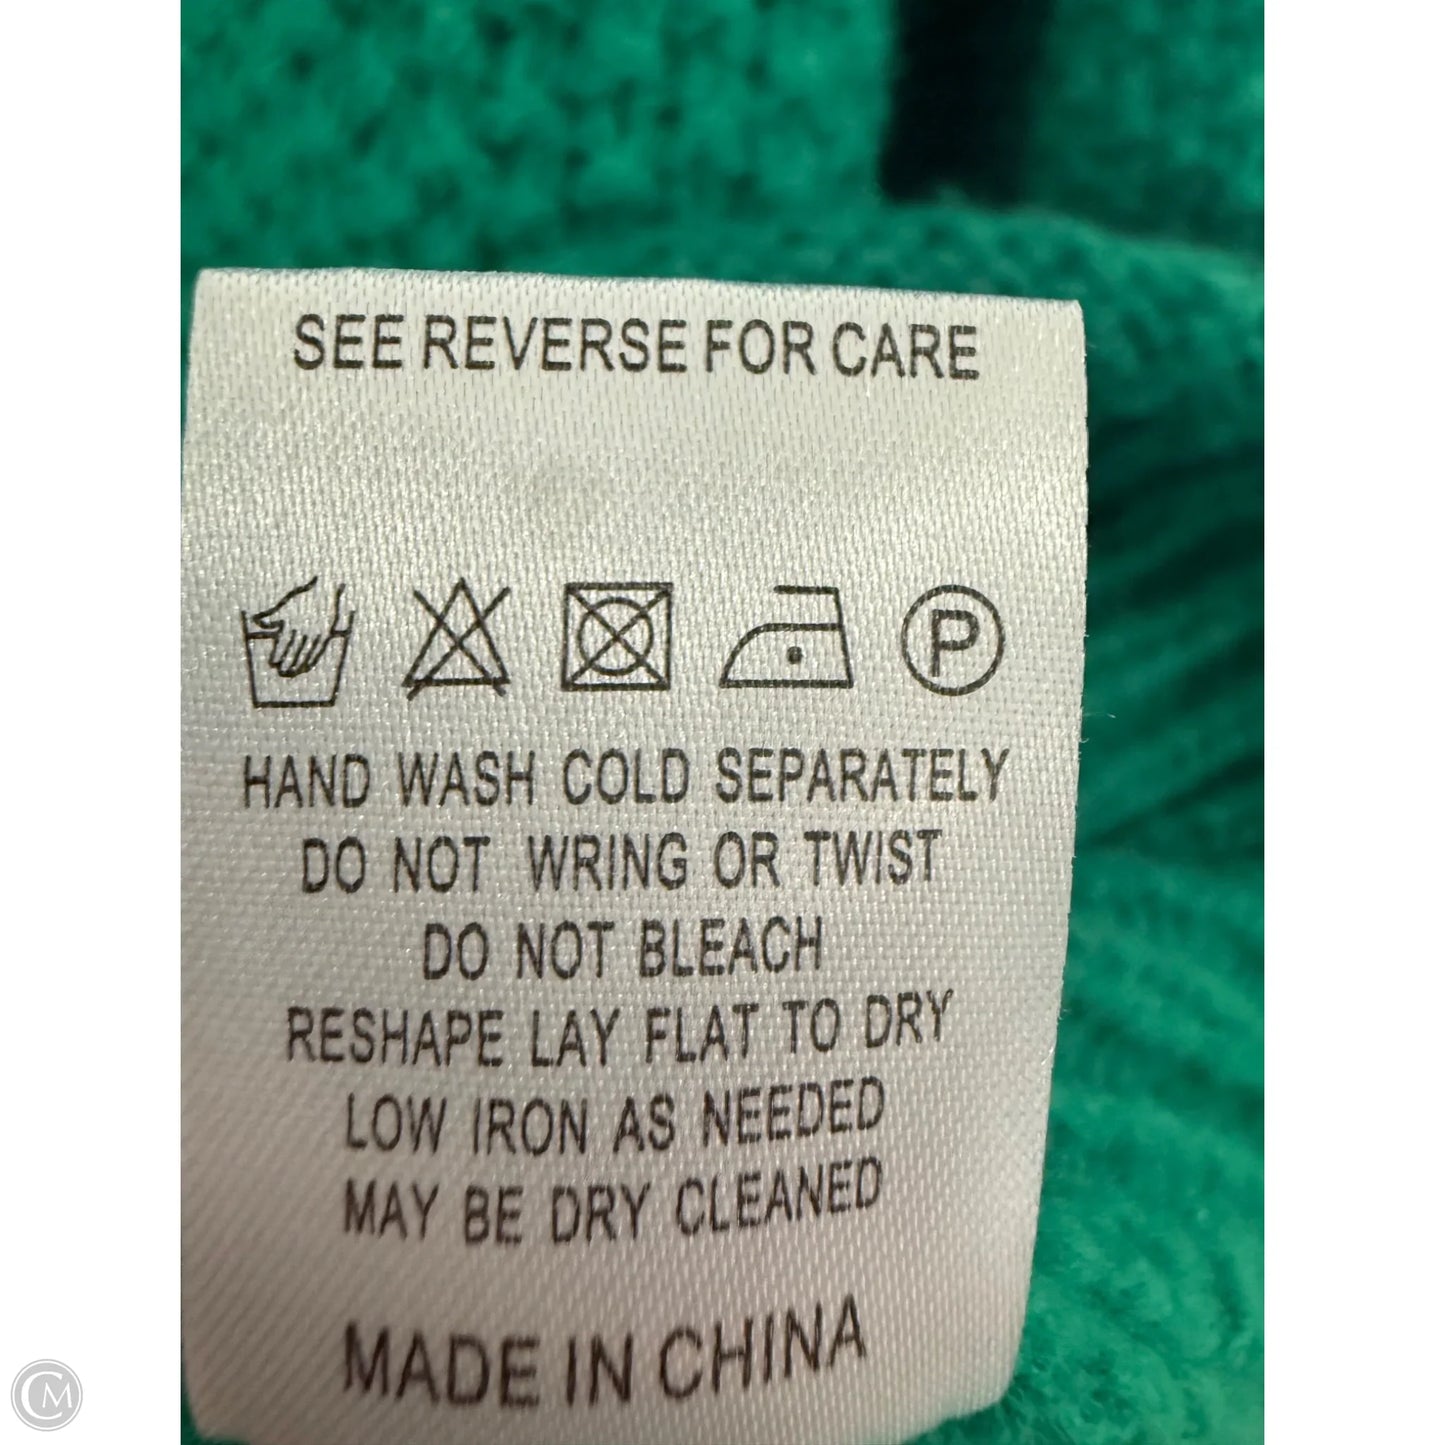 SEE REVERSE FOR CARE
P
HAND WASH COLD SEPARATELY
DO NOT WRING OR TWIST
DO NOT BLEACH
RESHAPE LAY FLAT TO DRY
LOW IRON AS NEEDED
MAY BE DRY CLEANED
MADE IN CHINA
CM